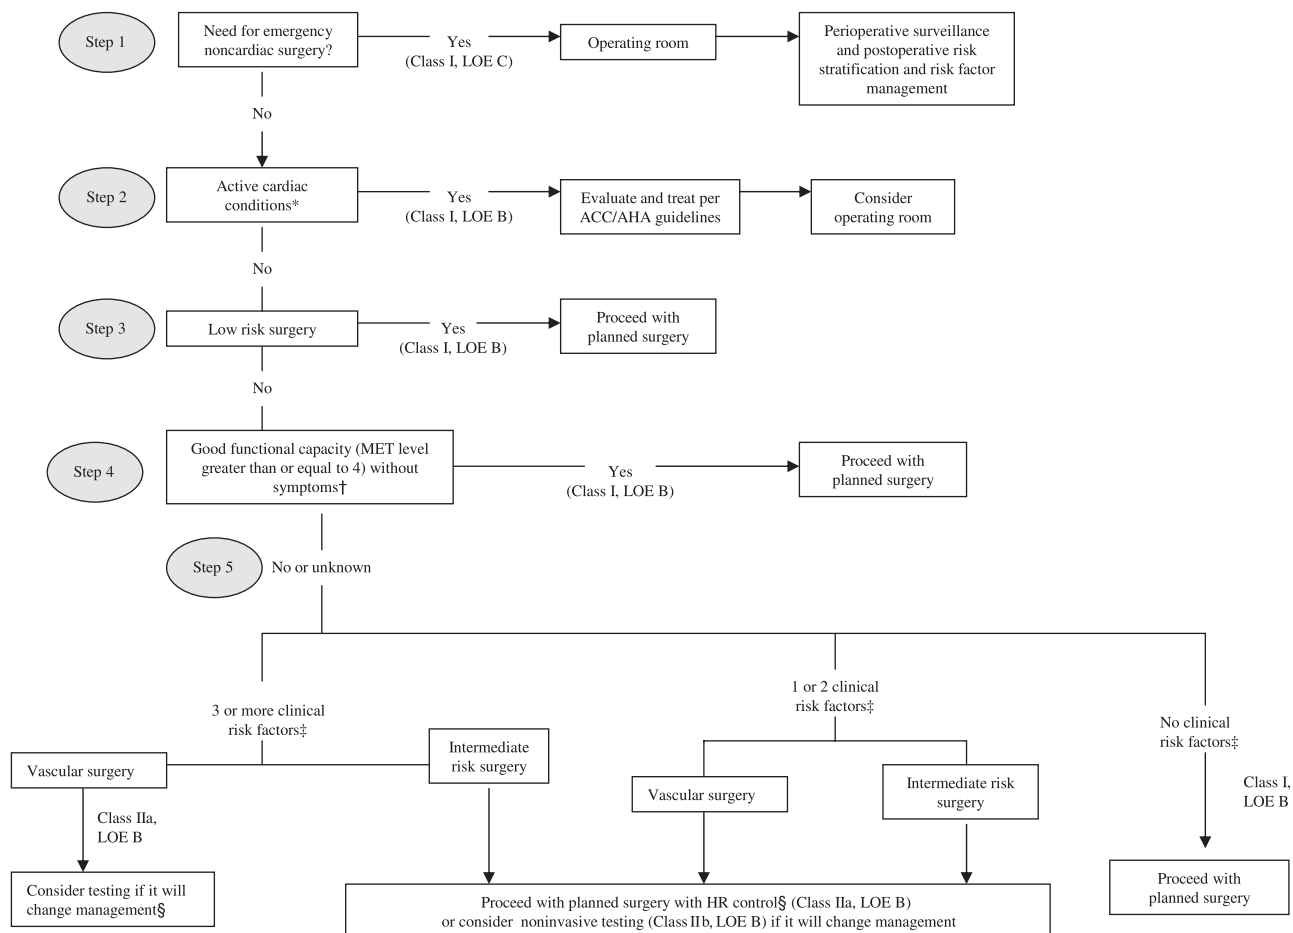 Step 1
Need for emergency
noncardiac surgery?
Yes
(Class I, LOE C)
Operating room
Perioperative surveillance
and postoperative risk
stratification and risk factor
management
No
Step 2
Active cardiac
conditions*
Yes
(Class I, LOE B)
Evaluate and treat per
ACC/AHA guidelines
Consider
operating room
No
Step 3
Low risk surgery
Yes
(Class I, LOE B)
Proceed with
planned surgery
No
Step 4
Good functional capacity (MET level
greater than or equal to 4) without
symptoms†
Yes
(Class I, LOE B)
Proceed with
planned surgery
Step 5
No or unknown
3 or more clinical
risk factors‡
1 or 2 clinical
risk factors‡
No clinical
risk factors‡
Vascular surgery
Intermediate
risk surgery
Vascular surgery
Intermediate risk
surgery
Class I,
LOE B
Class IIa,
LOE B
Consider testing if it will
change management§
Proceed with planned surgery with HR control§ (Class IIa, LOE B)
or consider noninvasive testing (Class IIb, LOE B) if it will change management
Proceed with
planned surgery